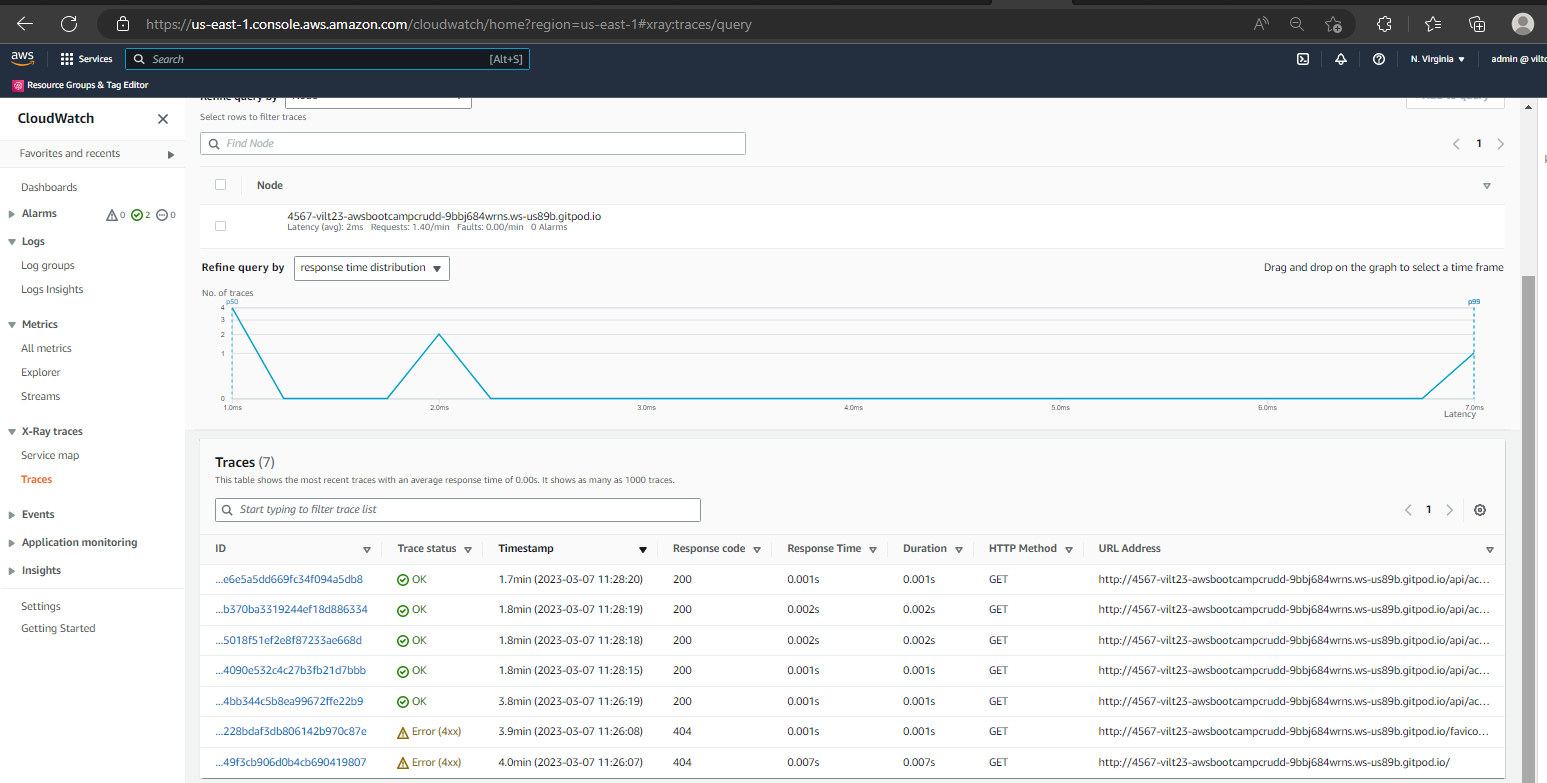 https://us-east-1.console.aws.amazon.com/cloudwatch/home?region=us-east-1#xray:traces/query
aws Services Search [Alt+S] N. Virginia admin @ vilt
Resource Groups & Tag Editor
CloudWatch
Favorites and recents
Dashboards
Alarms 0 2 0
Logs
Log groups
Logs Insights
Metrics
All metrics
Explorer
Streams
X-Ray traces
Service map
Traces
Events
Application monitoring
Insights
Settings
Getting Started
Refine query by
Select rows to filter traces
Find Node
1
Node
4567-vilt23-awsbootcampcrudd-9bbj684wrns.ws-us89b.gitpod.io
Latency (avg): 2ms Requests: 1.40/min Faults: 0.00/min 0 Alarms
Refine query by response time distribution Drag and drop on the graph to select a time frame
No. of traces
p50 p99
4
3
2
1
0
1.0ms 2.0ms 3.0ms 4.0ms 5.0ms 6.0ms 7.0ms
Latency
Traces (7)
This table shows the most recent traces with an average response time of 0.00s. It shows as many as 1000 traces.
Start typing to filter trace list 1
ID Trace status Timestamp Response code Response Time Duration HTTP Method URL Address
...e6e5a5dd669fc34f094a5db8 OK 1.7min (2023-03-07 11:28:20) 200 0.001s 0.001s GET http://4567-vilt23-awsbootcampcrudd-9bbj684wrns.ws-us89b.gitpod.io/api/ac...
...b370ba3319244ef18d886334 OK 1.8min (2023-03-07 11:28:19) 200 0.002s 0.002s GET http://4567-vilt23-awsbootcampcrudd-9bbj684wrns.ws-us89b.gitpod.io/api/ac...
...5018f51ef2e8f87233ae668d OK 1.8min (2023-03-07 11:28:18) 200 0.002s 0.002s GET http://4567-vilt23-awsbootcampcrudd-9bbj684wrns.ws-us89b.gitpod.io/api/ac...
...4090e532c4c27b3fb21d7bbb OK 1.8min (2023-03-07 11:28:15) 200 0.001s 0.001s GET http://4567-vilt23-awsbootcampcrudd-9bbj684wrns.ws-us89b.gitpod.io/api/ac...
...4bb344c5b8ea99672ffe22b9 OK 3.8min (2023-03-07 11:26:19) 200 0.001s 0.001s GET http://4567-vilt23-awsbootcampcrudd-9bbj684wrns.ws-us89b.gitpod.io/api/ac...
...228bdaf3db806142b970c87e Error (4xx) 3.9min (2023-03-07 11:26:08) 404 0.001s 0.001s GET http://4567-vilt23-awsbootcampcrudd-9bbj684wrns.ws-us89b.gitpod.io/favico...
...49f3cb906d0b4cb690419807 Error (4xx) 4.0min (2023-03-07 11:26:07) 404 0.007s 0.007s GET http://4567-vilt23-awsbootcampcrudd-9bbj684wrns.ws-us89b.gitpod.io/